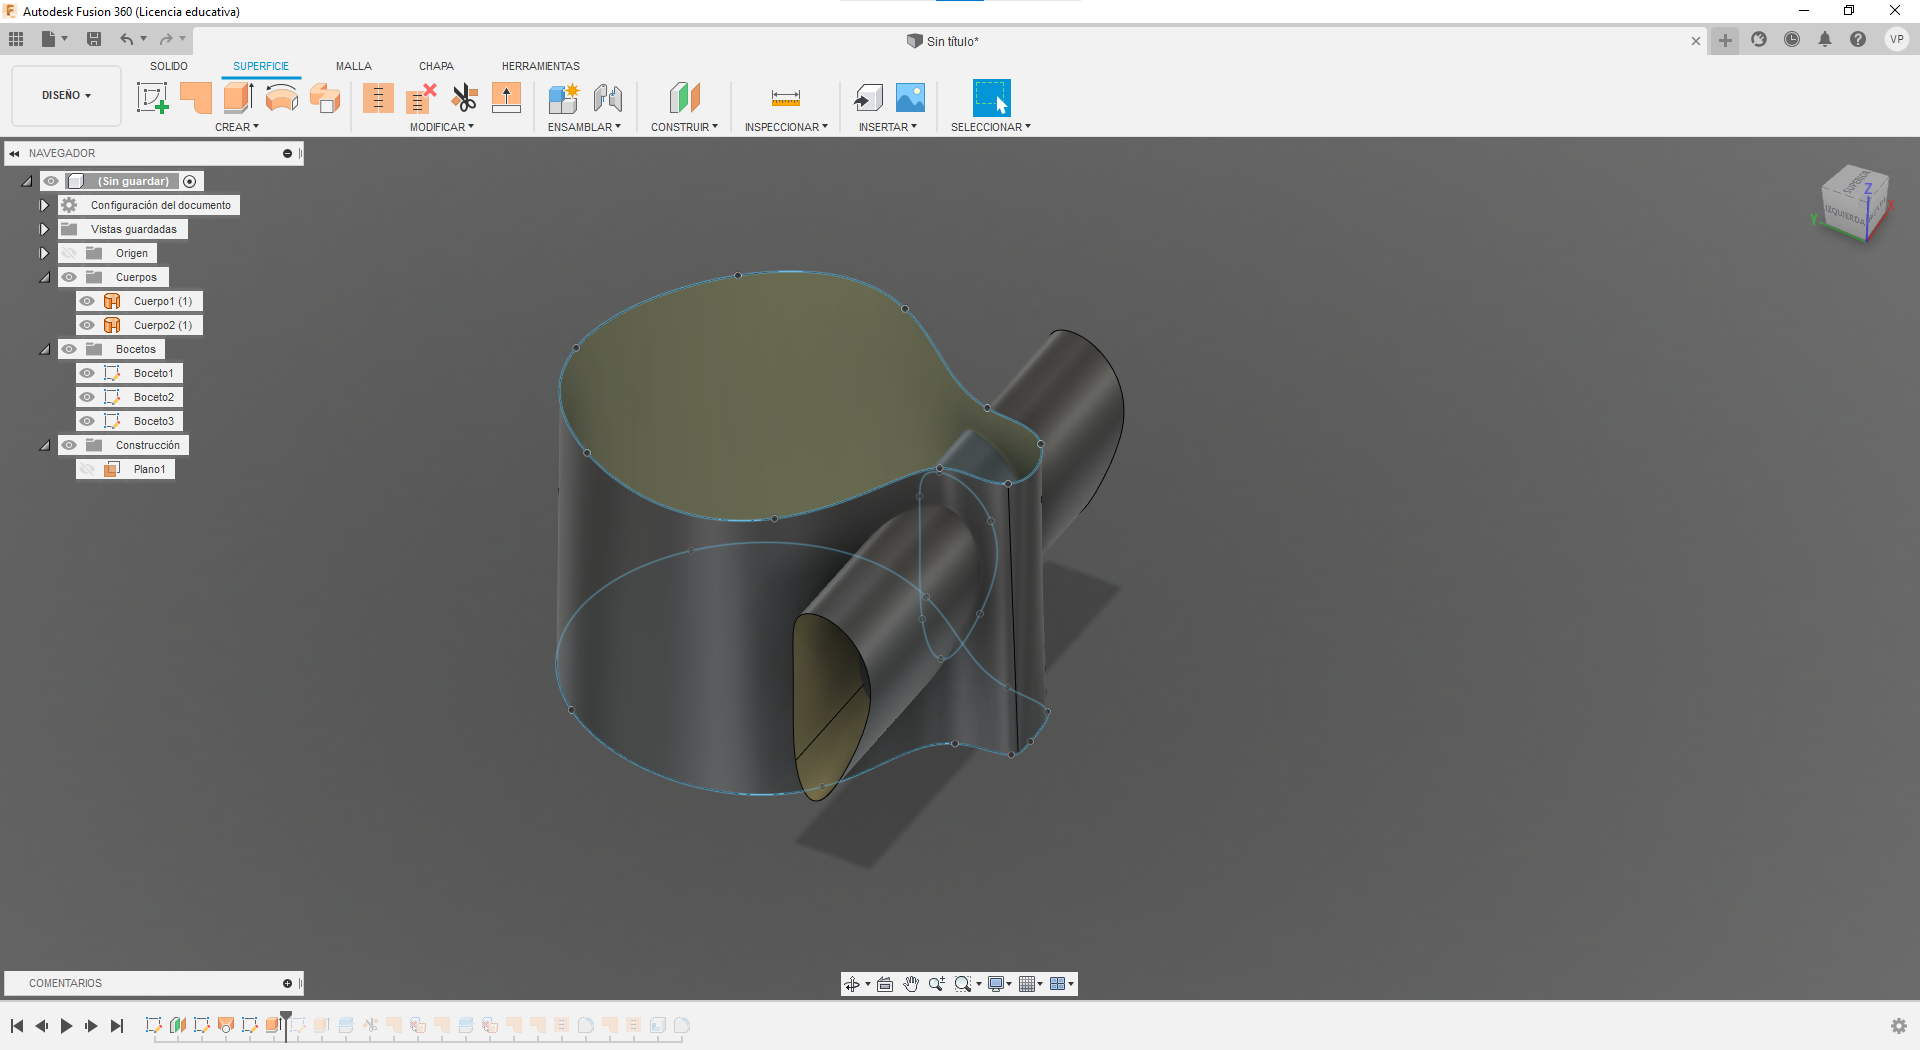 Autodesk Fusion 360 (Licencia educativa)
Sin título*
VP
DISEÑO
SOLIDO
SUPERFICIE
MALLA
CHAPA
HERRAMIENTAS
CREAR
MODIFICAR
ENSAMBLAR
CONSTRUIR
INSPECCIONAR
INSERTAR
SELECCIONAR
NAVEGADOR
(Sin guardar)
Configuración del documento
Vistas guardadas
Origen
Cuerpos
Cuerpo1 (1)
Cuerpo2 (1)
Bocetos
Boceto1
Boceto2
Boceto3
Construcción
Plano1
SUPERIOR
IZQUIERDA
Z
X
Y
COMENTARIOS